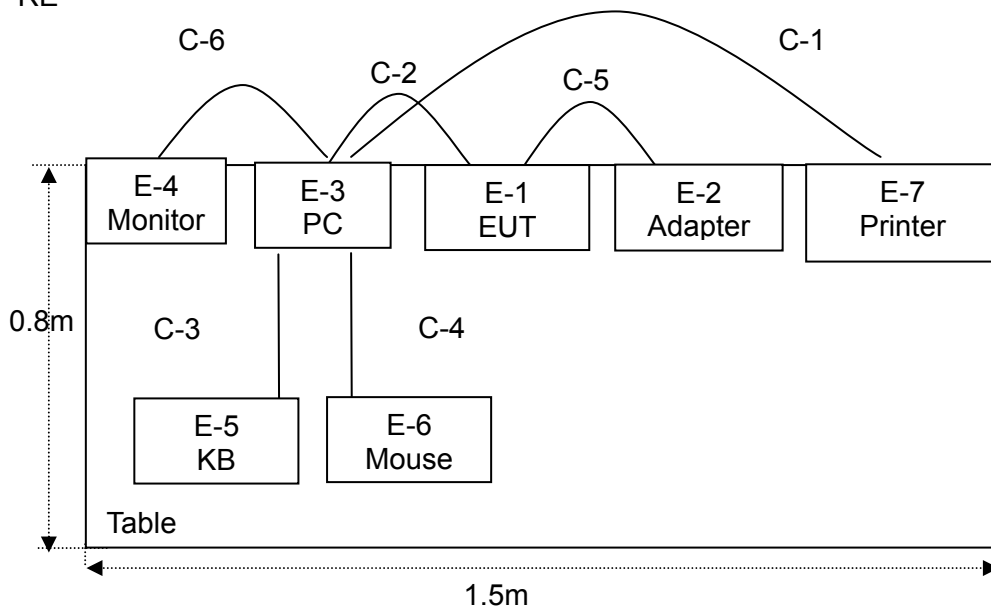 C-6
C-1
C-2
C-5
E-4
Monitor
E-3
PC
E-1
EUT
E-2
Adapter
E-7
Printer
0.8m
C-3
C-4
E-5
KB
E-6
Mouse
Table
1.5m